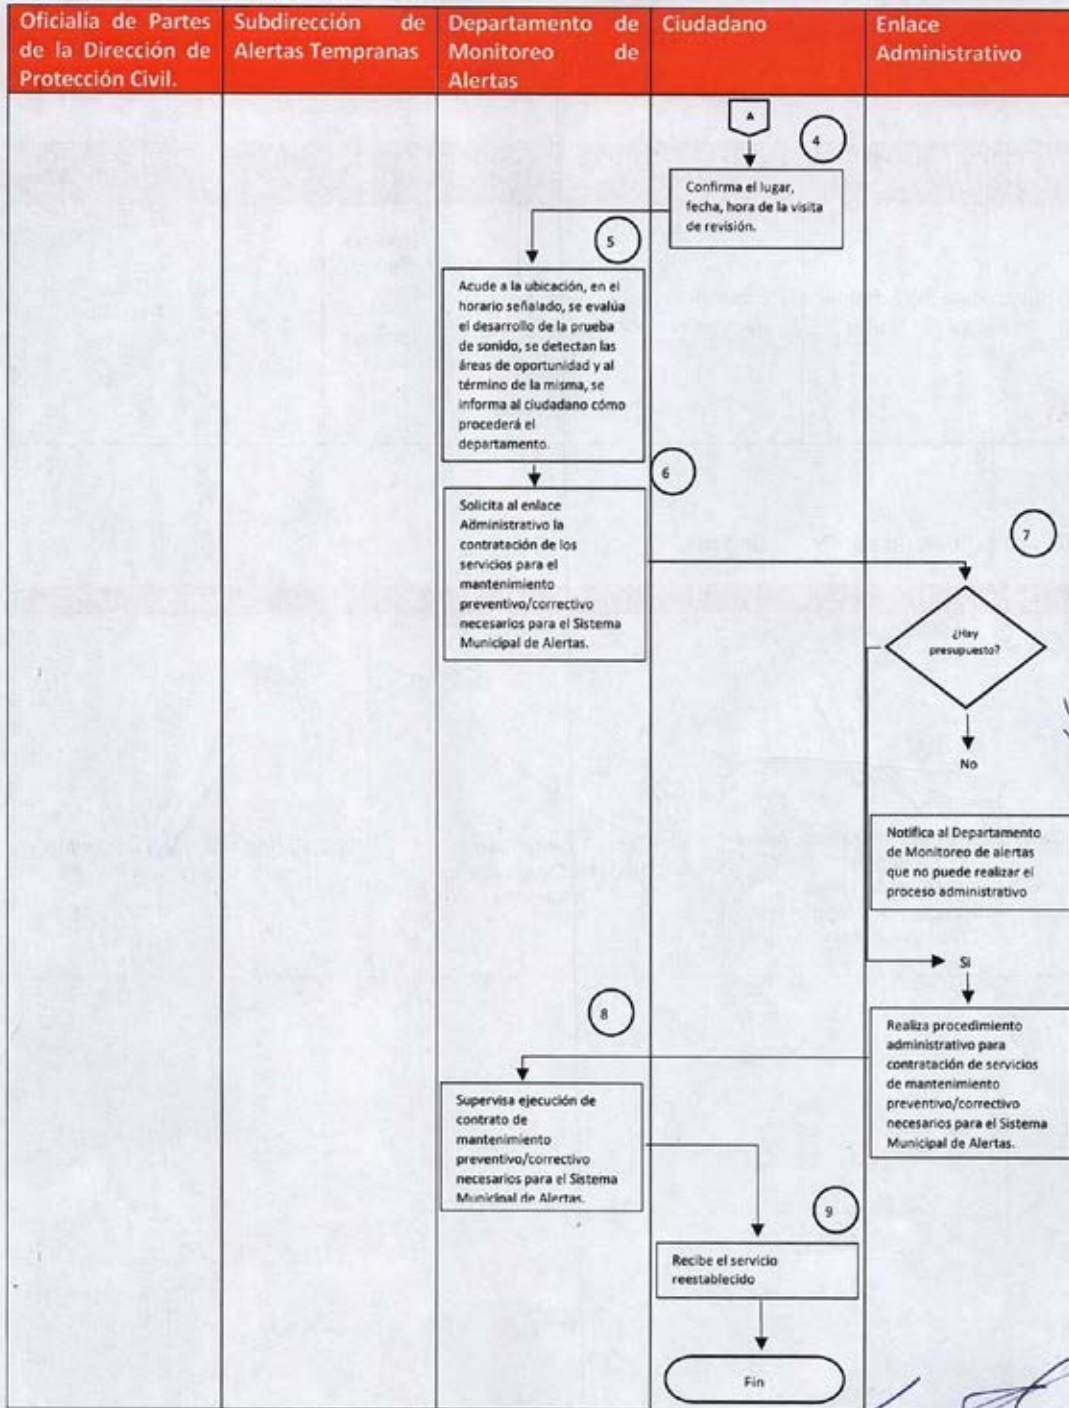 Oficialía de Partes
de la Dirección de
Protección Civil.
Subdirección de
Alertas Tempranas
Departamento de
Monitoreo de
Alertas
Ciudadano
Enlace
Administrativo
A
4
Confirma el lugar,
fecha, hora de la visita
de revisión.
5
Acude a la ubicación, en el
horario señalado, se evalúa
el desarrollo de la prueba
de sonido, se detectan las
áreas de oportunidad y al
término de la misma, se
informa al ciudadano cómo
procederá el
departamento.
6
Solicita al enlace
Administrativo la
contratación de los
servicios para el
mantenimiento
preventivo/correctivo
necesarios para el Sistema
Municipal de Alertas.
7
¿Hay
presupuesto?
No
Notifica al Departamento
de Monitoreo de alertas
que no puede realizar el
proceso administrativo
Si
Realiza procedimiento
administrativo para
contratación de servicios
de mantenimiento
preventivo/correctivo
necesarios para el Sistema
Municipal de Alertas.
8
Supervisa ejecución de
contrato de
mantenimiento
preventivo/correctivo
necesarios para el Sistema
Municipal de Alertas.
9
Recibe el servicio
reestablecido
Fin